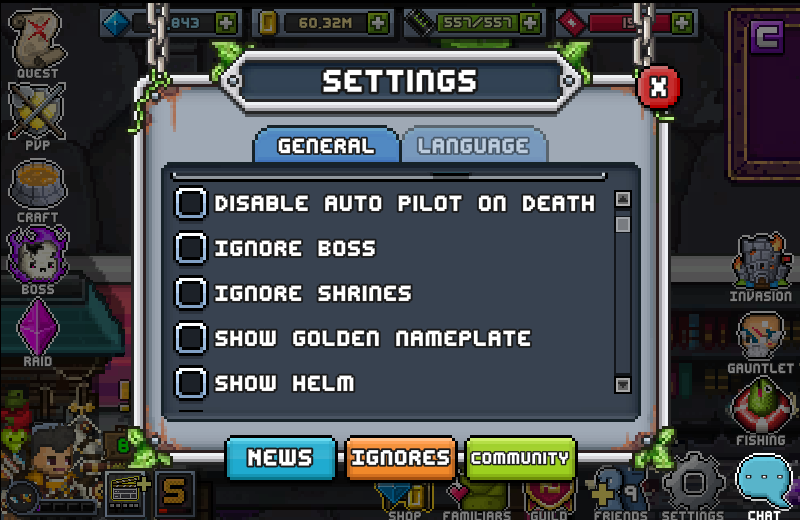 843
60,32M
557/557
QUEST
SETTINGS
X
C
PVP
GENERAL
LANGUAGE
CRAFT
DISABLE AUTO PILOT ON DEATH
IGNORE BOSS
BOSS
IGNORE SHRINES
INVASION
SHOW GOLDEN NAMEPLATE
RAID
GAUNTLET
SHOW HELM
FISHING
NEWS
IGNORES
COMMUNITY
S
9
SHOP
FAMILIARS
GUILD
FRIENDS
SETTINGS
CHAT